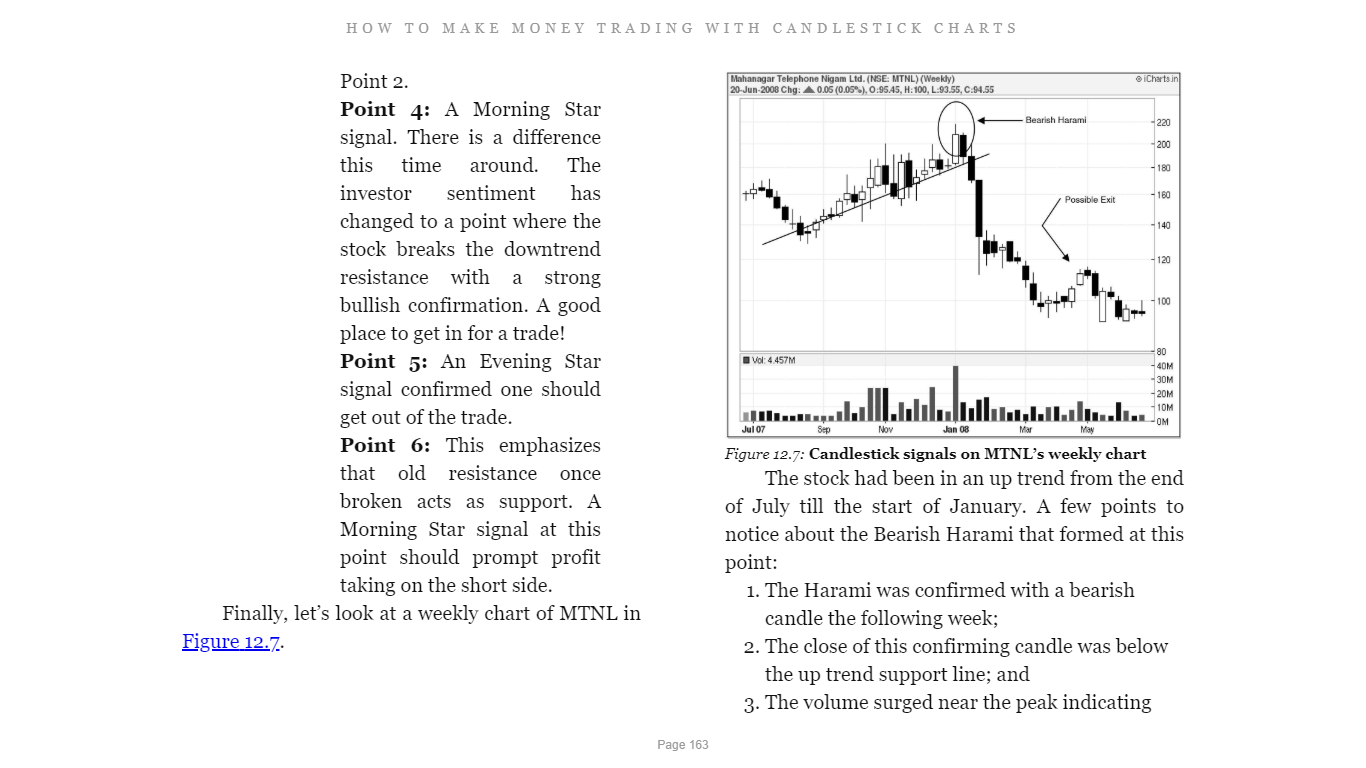 HOW TO MAKE MONEY TRADING WITH CANDLESTICK CHARTS
Point 2.
Point 4: A Morning Star
signal. There is a difference
this time around. The
investor sentiment has
changed to a point where the
stock breaks the downtrend
resistance with a strong
bullish confirmation. A good
place to get in for a trade!
Point 5: An Evening Star
signal confirmed one should
get out of the trade.
Point 6: This emphasizes
that old resistance once
broken acts as support. A
Morning Star signal at this
point should prompt profit
taking on the short side.
Finally, let's look at a weekly chart of MTNL in
Figure 12.7.
Mahanagar Telephone Nigam Ltd. (NSE: MTNL) (Weekly)
© iCharts.in
20-Jun-2008 Chg: ▲ 0.05 (0.05%), O:95.45, H:100, L:93.55, C:94.55
Bearish Harami
Possible Exit
220
200
180
160
140
120
100
80
Vol: 4.457M
40M
30M
20M
10M
0M
Jul 07 Sep Nov Jan 08 Mar May
Figure 12.7: Candlestick signals on MTNL's weekly chart
The stock had been in an up trend from the end
of July till the start of January. A few points to
notice about the Bearish Harami that formed at this
point:
1. The Harami was confirmed with a bearish
candle the following week;
2. The close of this confirming candle was below
the up trend support line; and
3. The volume surged near the peak indicating
Page 163